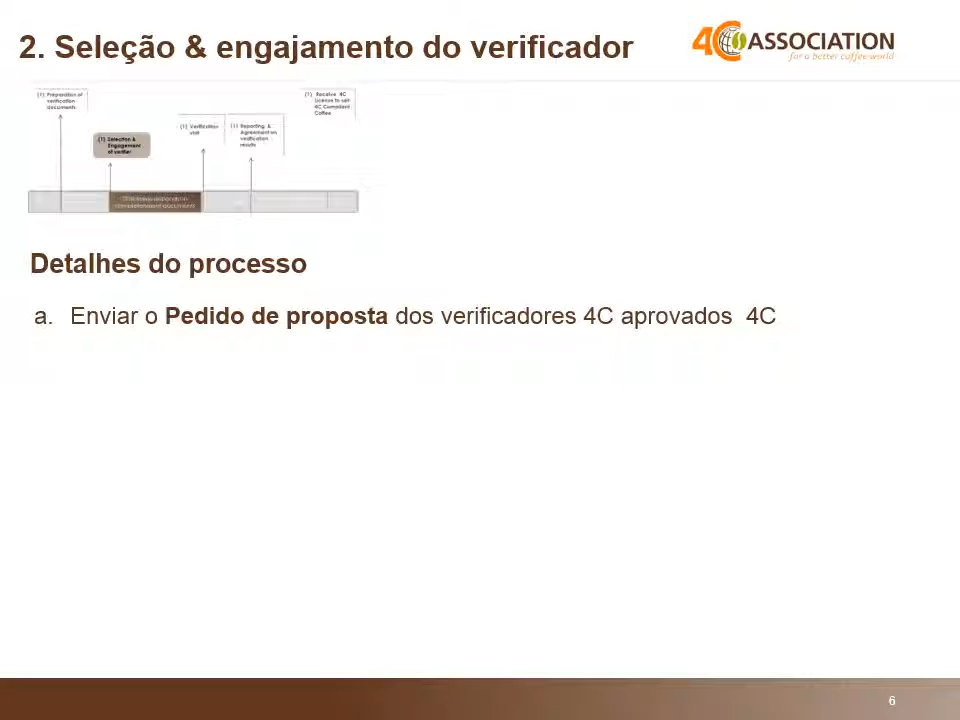 2. Seleção & engajamento do verificador
4C ASSOCIATION
for a better coffee world
(1) Preparation of
verification
documents
(1) Receive 4C
License to sell
4C Compliant
Coffee
(1) Selection &
Engagement
of verifier
(1) Verification
visit
(1) Reporting &
Agreement on
verification
results
Detalhes do processo
a. Enviar o Pedido de proposta dos verificadores 4C aprovados 4C
6